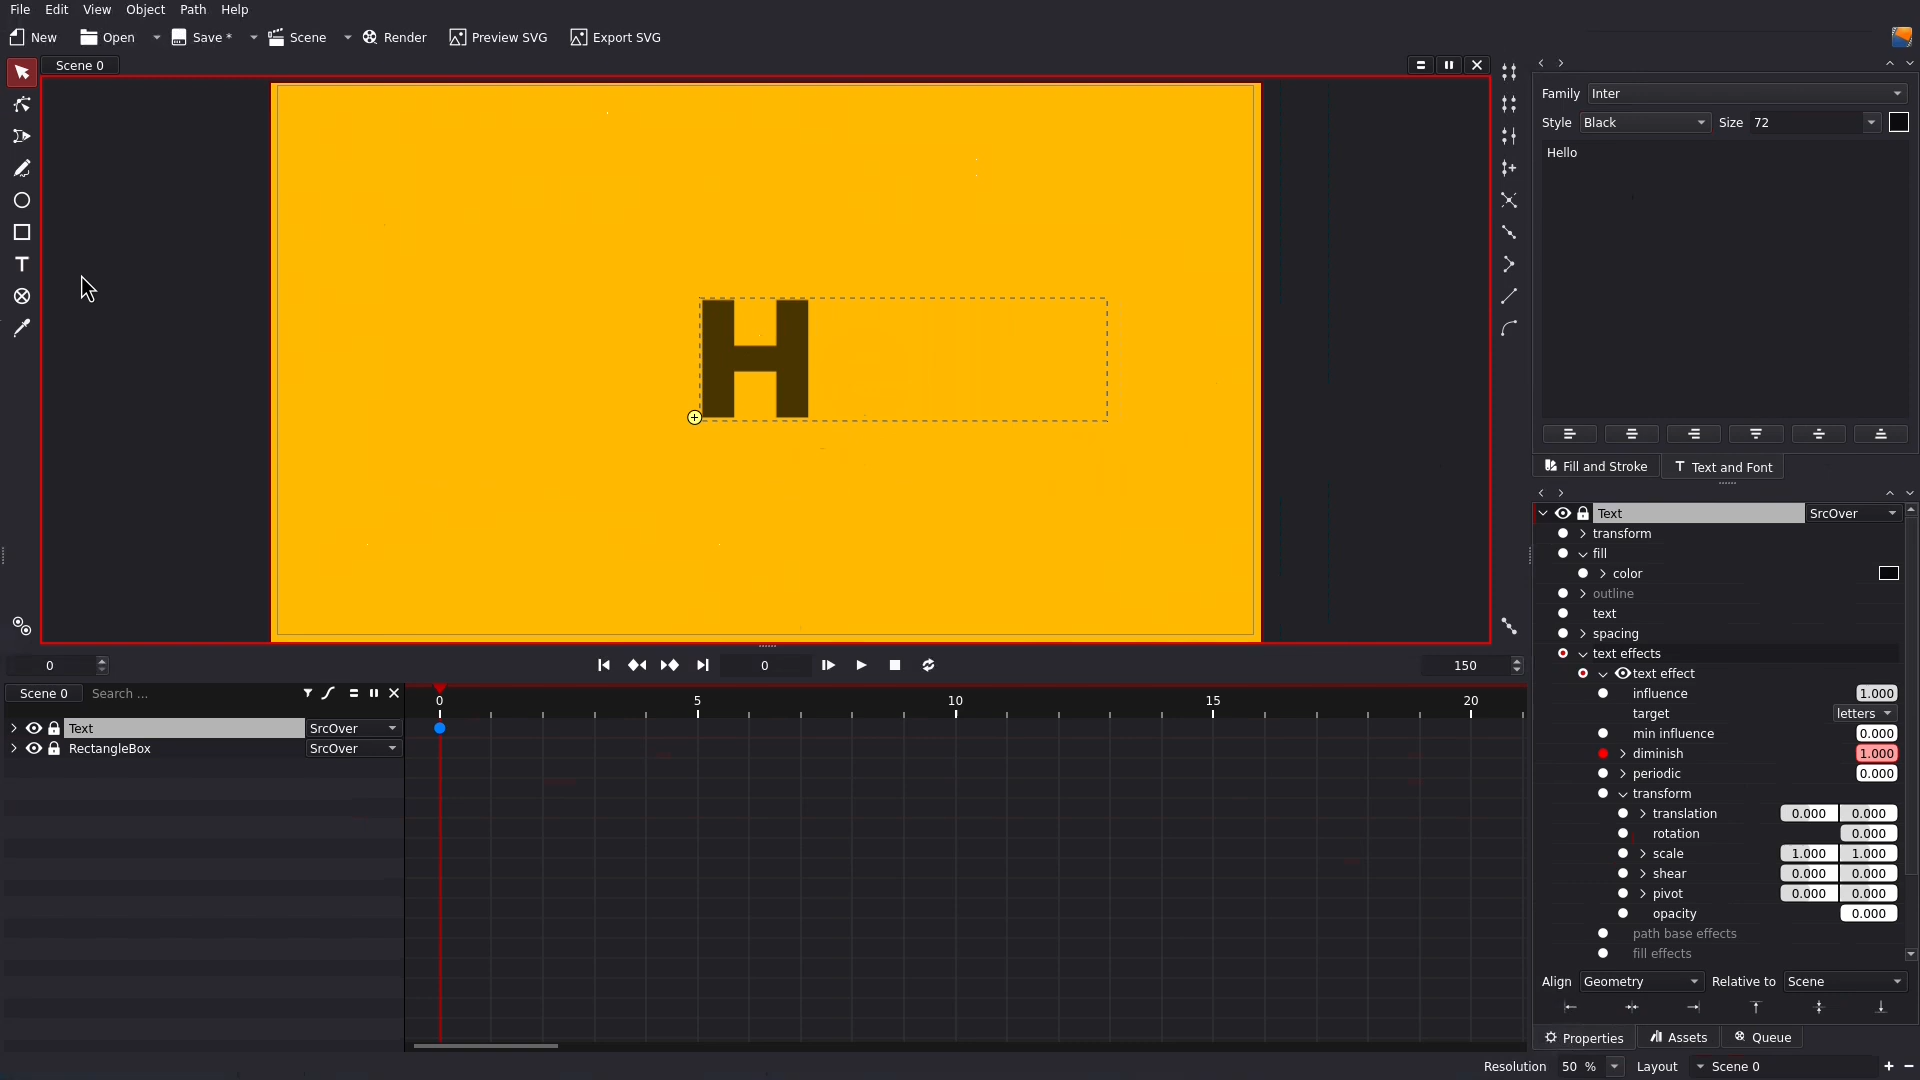 File Edit View Object Path Help
New Open Save * Scene Render Preview SVG Export SVG
Scene 0
Family Inter
Style Black Size 72
Hello
H
Fill and Stroke Text and Font
Text SrcOver
transform
fill
color
outline
text
spacing
text effects
text effect
influence 1.000
target letters
min influence 0.000
diminish 1.000
periodic 0.000
transform
translation 0.000 0.000
rotation 0.000
scale 1.000 1.000
shear 0.000 0.000
pivot 0.000 0.000
opacity 0.000
path base effects
fill effects
Align Geometry Relative to Scene
Properties Assets Queue
0 0 150
Scene 0 Search ...
0 5 10 15 20
Text SrcOver
RectangleBox SrcOver
Resolution 50 % Layout Scene 0